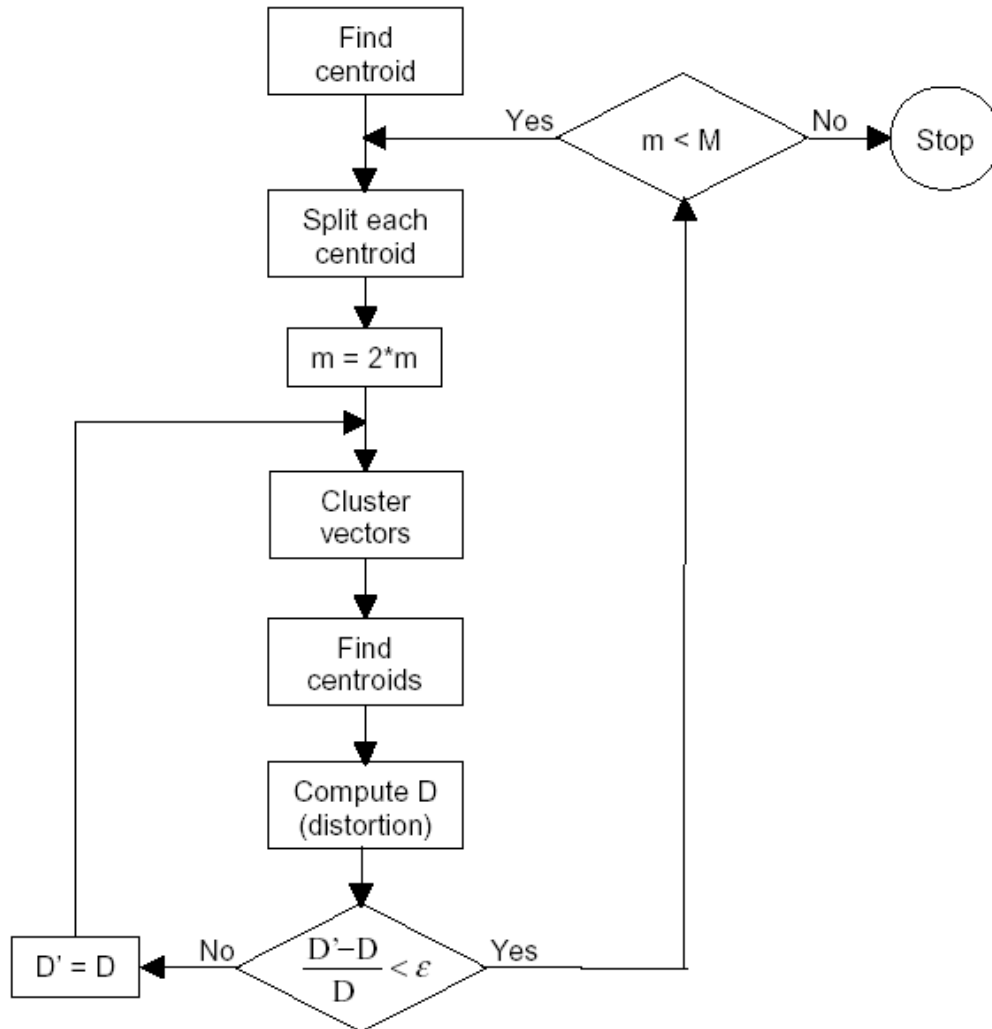 Find
centroid
Yes
m < M
No
Stop
Split each
centroid
m = 2*m
Cluster
vectors
Find
centroids
Compute D
(distortion)
D' = D
No
D'−D
D
< ε
Yes